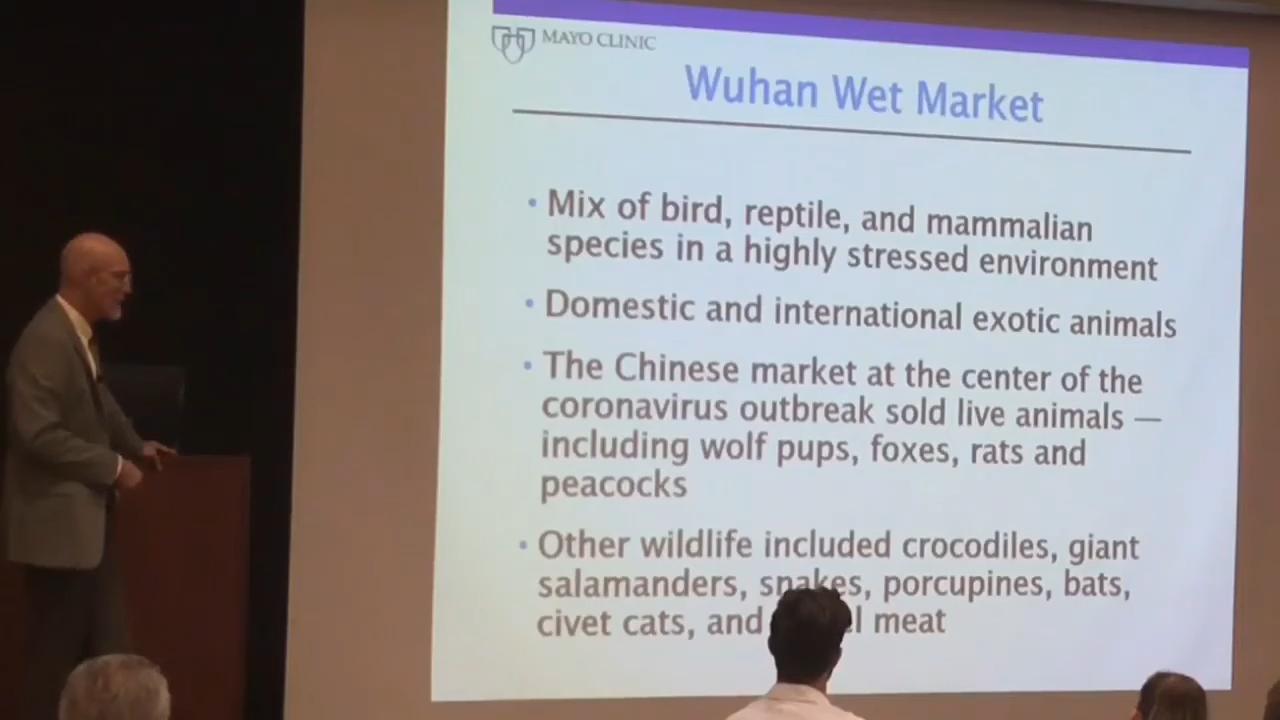 MAYO CLINIC
Wuhan Wet Market
• Mix of bird, reptile, and mammalian
species in a highly stressed environment
• Domestic and international exotic animals
• The Chinese market at the center of the
coronavirus outbreak sold live animals —
including wolf pups, foxes, rats and
peacocks
• Other wildlife included crocodiles, giant
salamanders, snakes, porcupines, bats,
civet cats, and meat